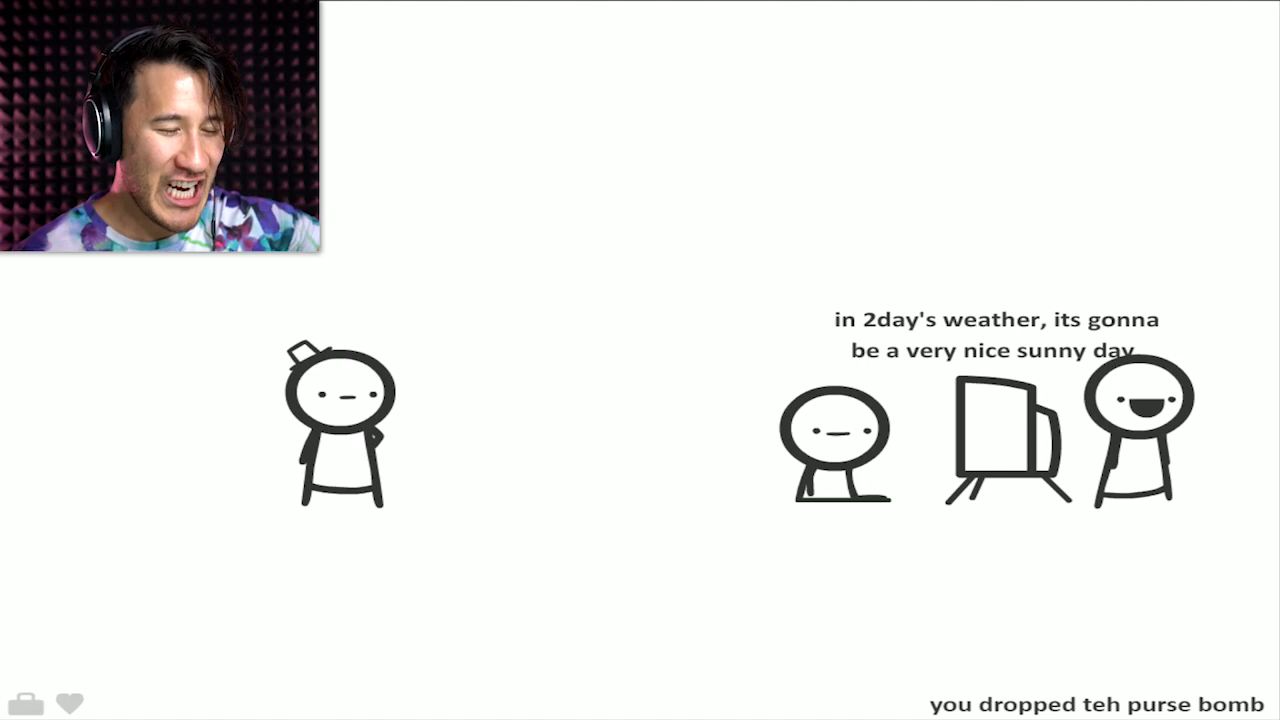 in 2day's weather, its gonna
be a very nice sunny day
you dropped teh purse bomb